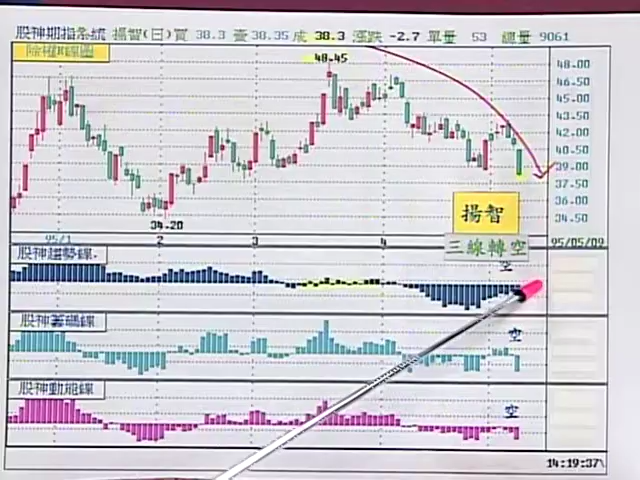 股神期指系統 揚智(日)買 38.3 賣 38.35 成 38.3 漲跌 -2.7 單量 53 總量 9061
除權K線圖
48.45
48.00
46.50
45.00
43.50
42.00
40.50
39.00
37.50
36.00
34.50
揚智
34.20
95/1 2 3 4 95/05/09
三線轉空
股神趨勢線
空
股神籌碼線
空
股神動能線
空
14:19:37